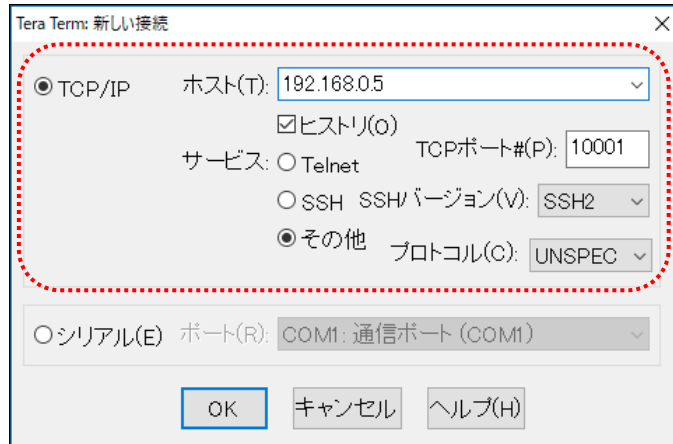 Tera Term: 新しい接続
TCP/IP ホスト(T): 192.168.0.5
ヒストリ(O)
サービス: Telnet TCPポート#(P): 10001
SSH SSHバージョン(V): SSH2
その他 プロトコル(C): UNSPEC
シリアル(E) ポート(R): COM1: 通信ポート (COM1)
OK キャンセル ヘルプ(H)